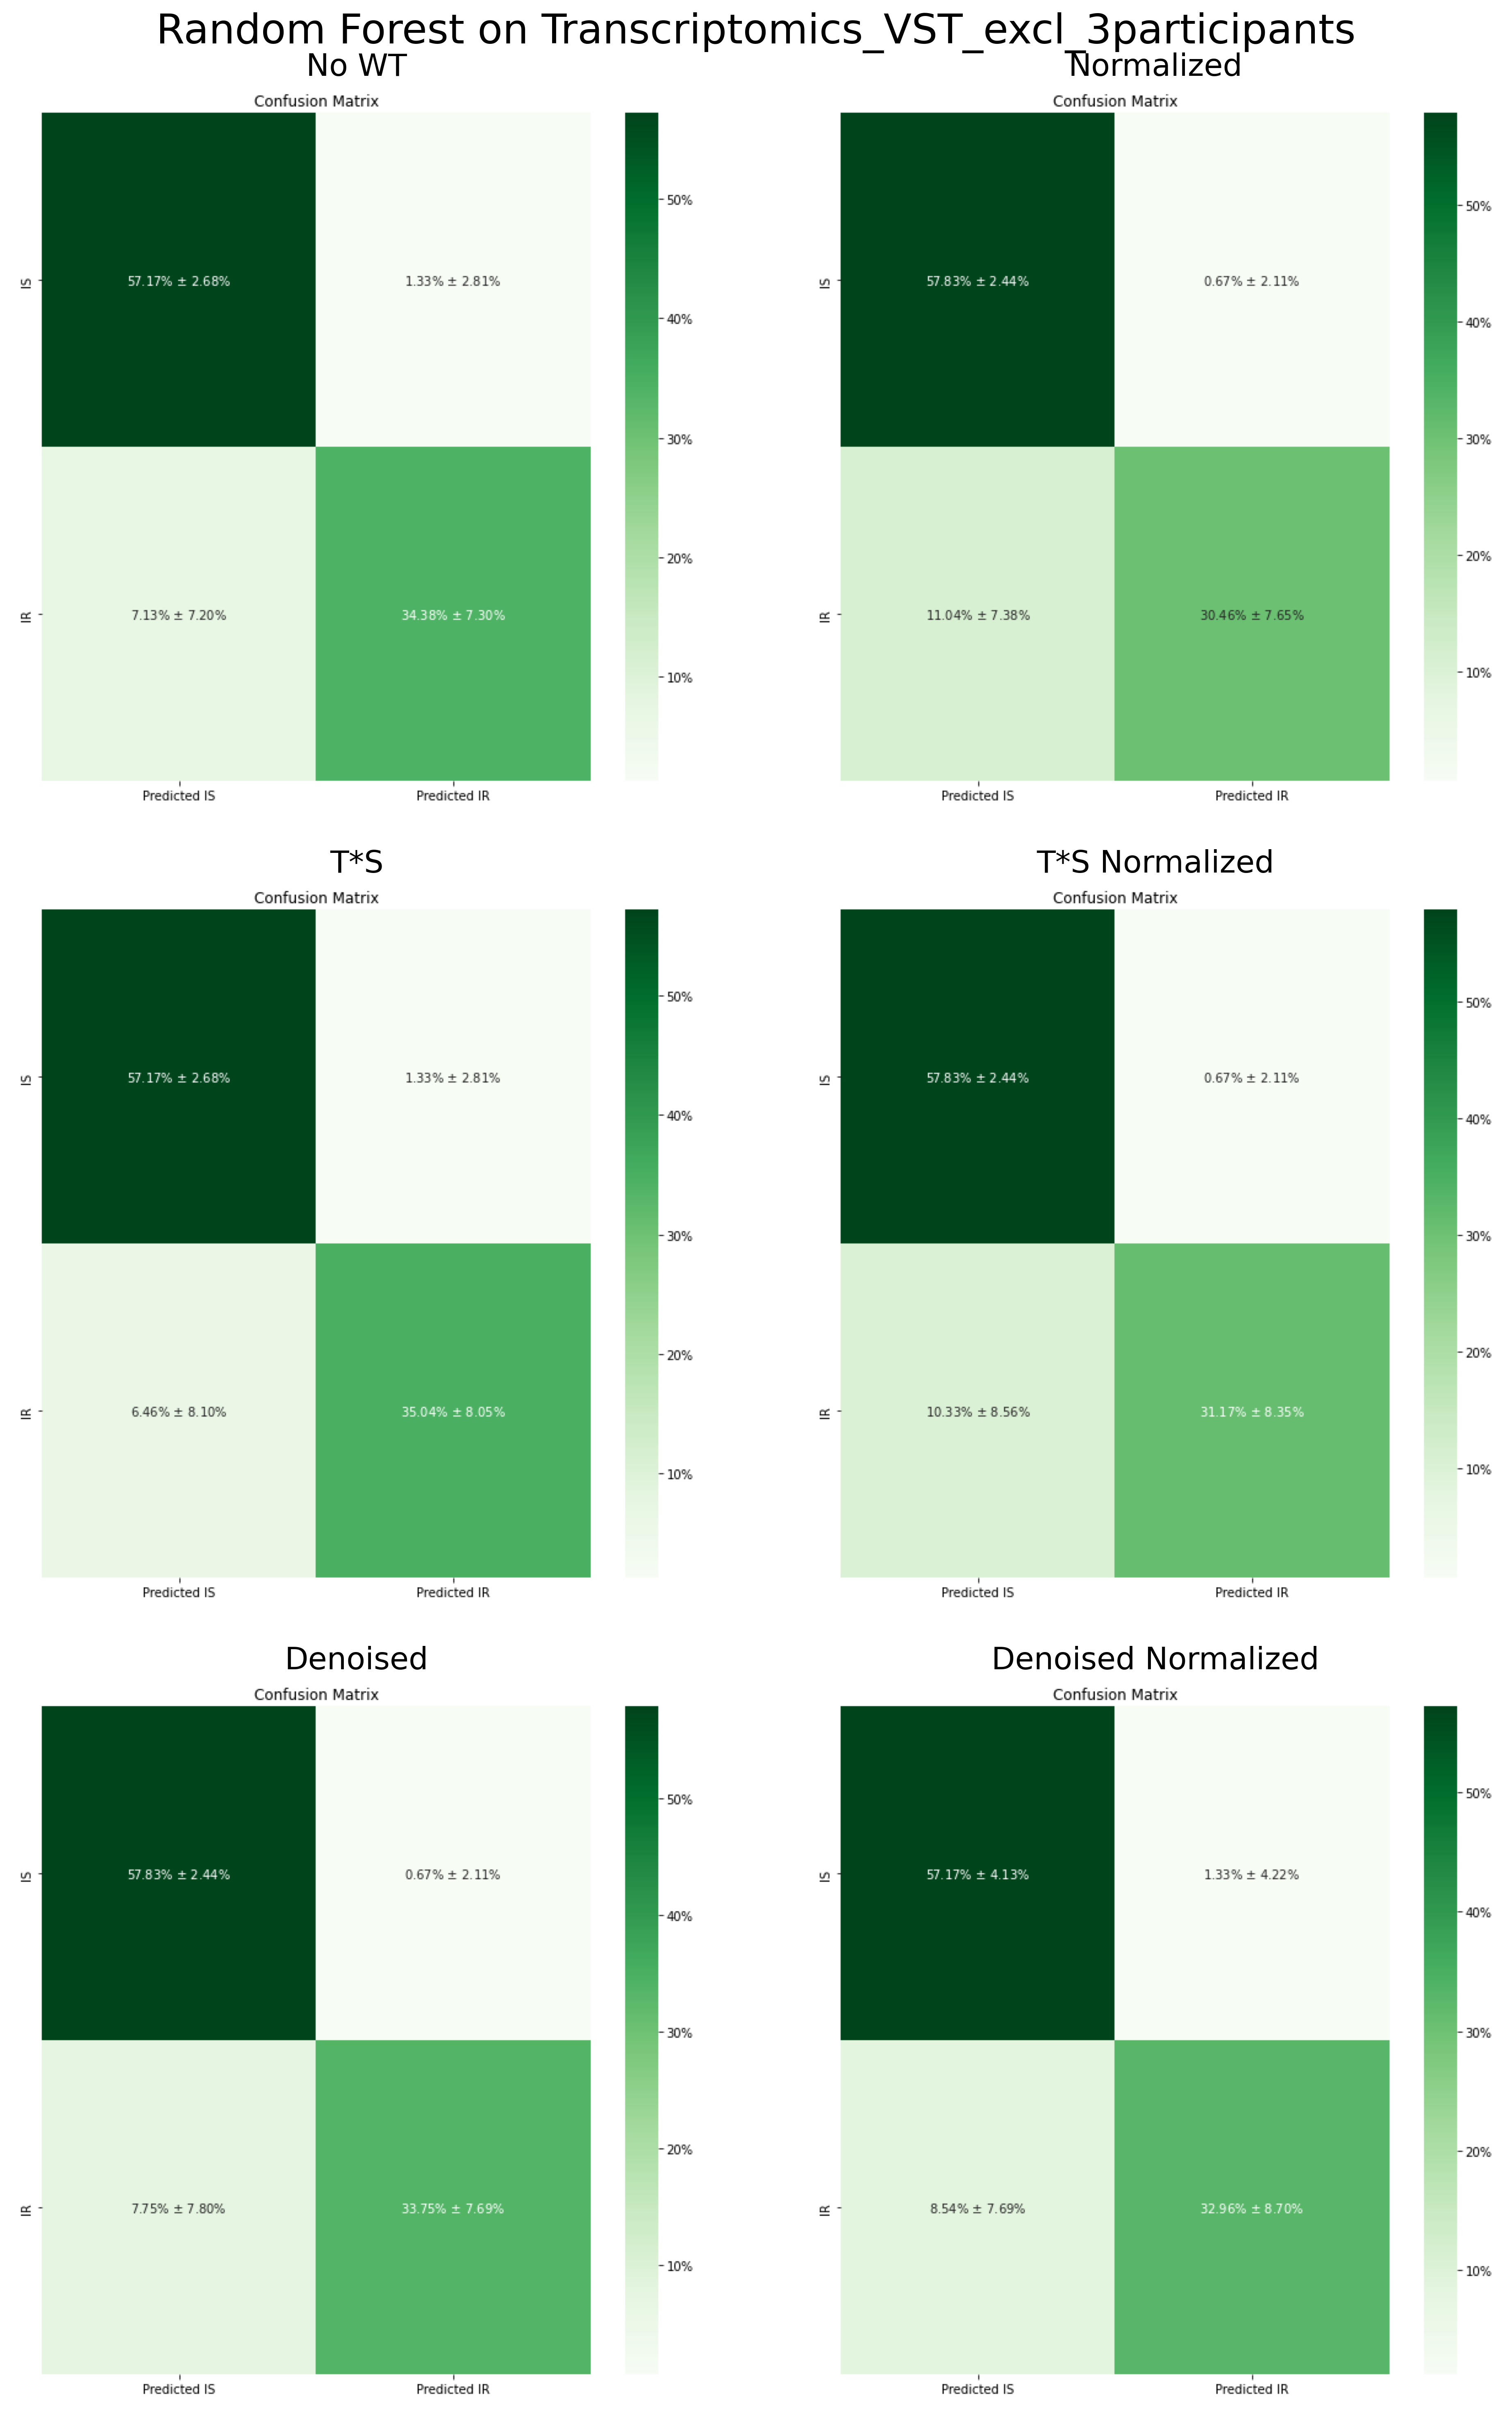 Random Forest on Transcriptomics_VST_excl_3participants
No WT
Confusion Matrix
IS
57.17% ± 2.68%
1.33% ± 2.81%
IR
7.13% ± 7.20%
34.38% ± 7.30%
Predicted IS
Predicted IR
50%
40%
30%
20%
10%
Normalized
Confusion Matrix
IS
57.83% ± 2.44%
0.67% ± 2.11%
IR
11.04% ± 7.38%
30.46% ± 7.65%
Predicted IS
Predicted IR
50%
40%
30%
20%
10%
T*S
Confusion Matrix
IS
57.17% ± 2.68%
1.33% ± 2.81%
IR
6.46% ± 8.10%
35.04% ± 8.05%
Predicted IS
Predicted IR
50%
40%
30%
20%
10%
T*S Normalized
Confusion Matrix
IS
57.83% ± 2.44%
0.67% ± 2.11%
IR
10.33% ± 8.56%
31.17% ± 8.35%
Predicted IS
Predicted IR
50%
40%
30%
20%
10%
Denoised
Confusion Matrix
IS
57.83% ± 2.44%
0.67% ± 2.11%
IR
7.75% ± 7.80%
33.75% ± 7.69%
Predicted IS
Predicted IR
50%
40%
30%
20%
10%
Denoised Normalized
Confusion Matrix
IS
57.17% ± 4.13%
1.33% ± 4.22%
IR
8.54% ± 7.69%
32.96% ± 8.70%
Predicted IS
Predicted IR
50%
40%
30%
20%
10%